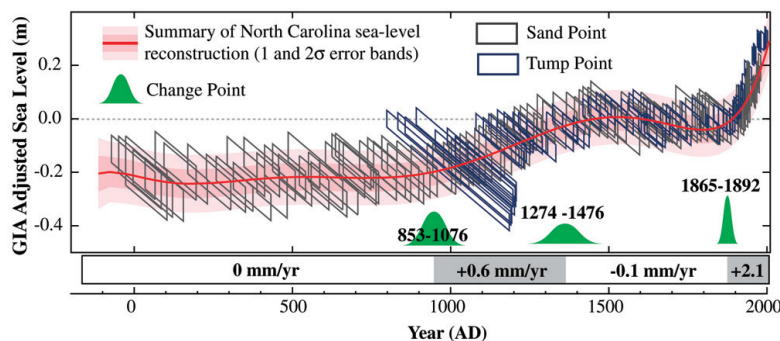 Summary of North Carolina sea-level
reconstruction (1 and 2σ error bands)
Change Point
Sand Point
Tump Point
GIA Adjusted Sea Level (m)
0.2
0.0
-0.2
-0.4
853-1076
1274 -1476
1865-1892
0 mm/yr
+0.6 mm/yr
-0.1 mm/yr
+2.1
0
500
1000
1500
2000
Year (AD)